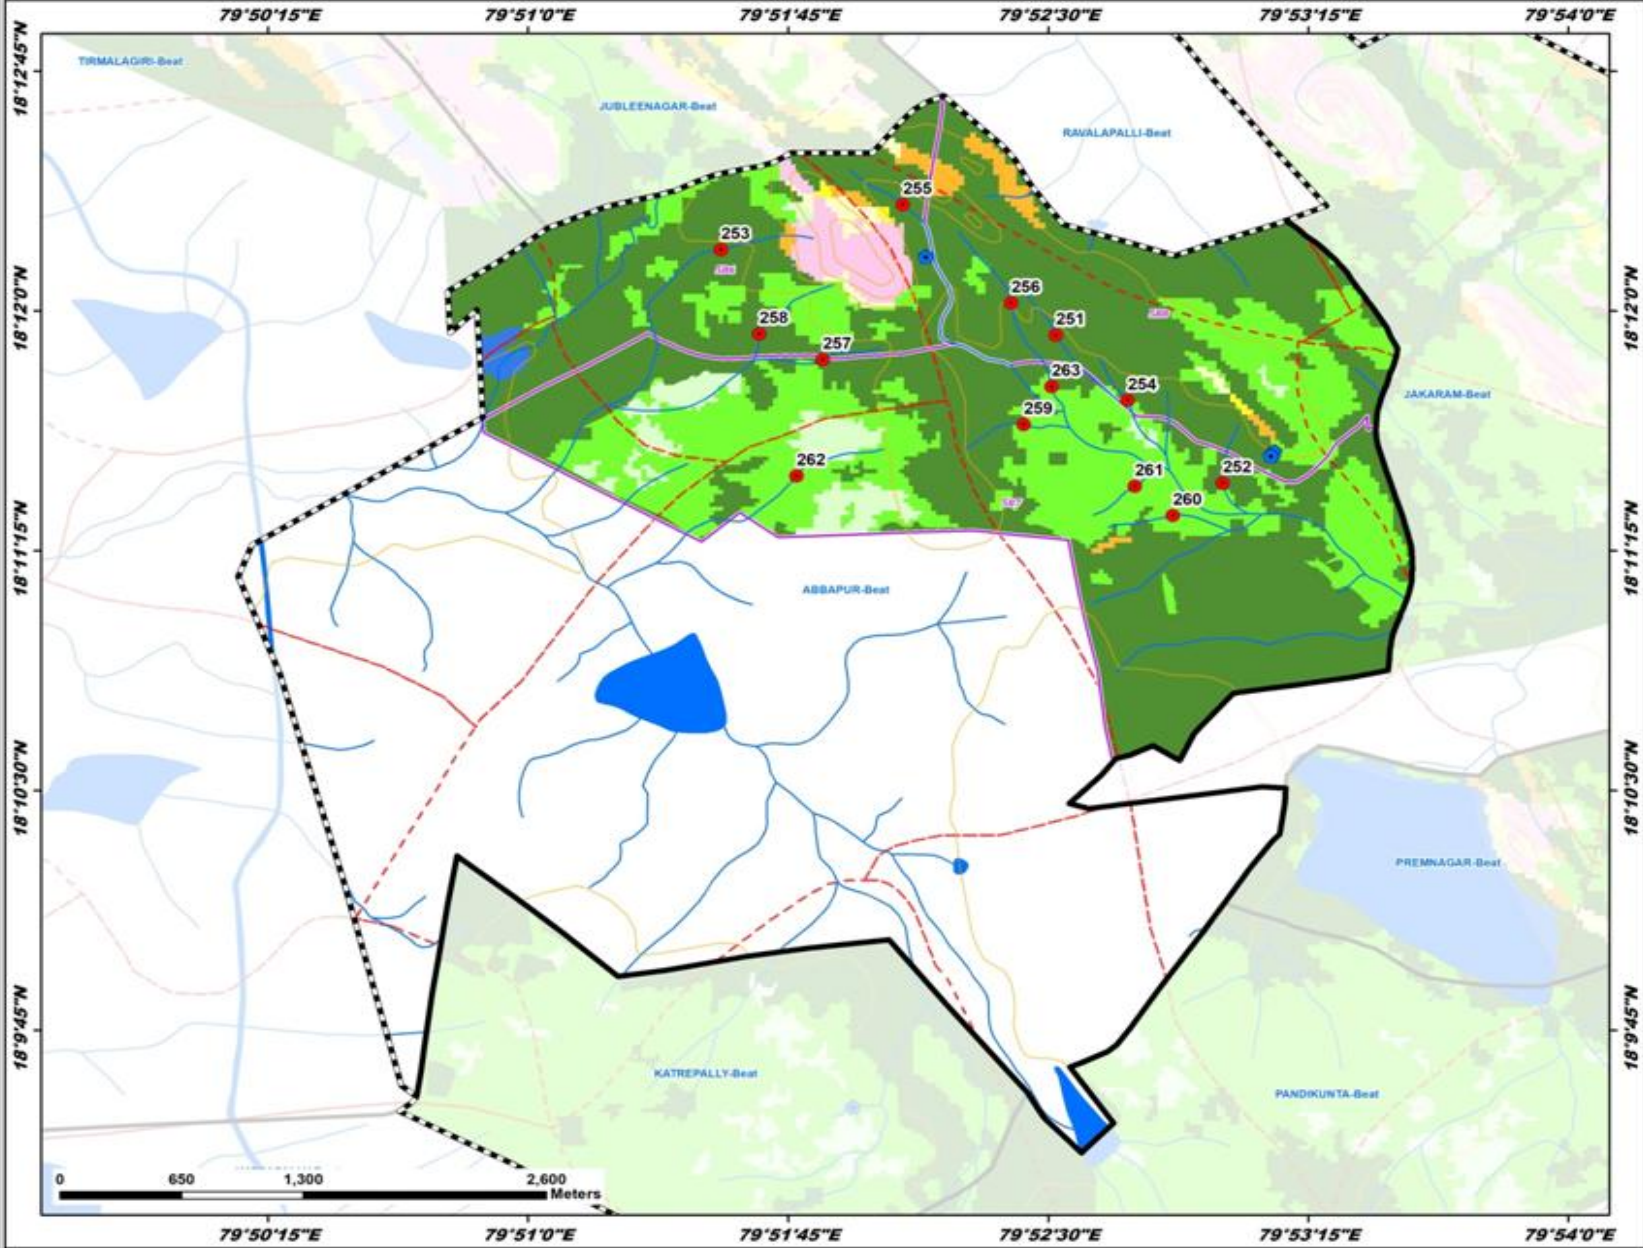 79°50'15"E 79°51'0"E 79°51'45"E 79°52'30"E 79°53'15"E 79°54'0"E
18°12'45"N
TIRMALAGIRI-Beat
JUBLEENAGAR-Beat
RAVALAPALLI-Beat
255
253
586
256
18°12'0"N 18°12'0"N
588
258
251
257
263
254
JAKARAM-Beat
259
262
261
252
587
260
18°11'15"N 18°11'15"N
ABBAPUR-Beat
18°10'30"N 18°10'30"N
PREMNAGAR-Beat
18°9'45"N 18°9'45"N
KATREPALLY-Beat
PANDIKUNTA-Beat
0 650 1,300 2,600
Meters
79°50'15"E 79°51'0"E 79°51'45"E 79°52'30"E 79°53'15"E 79°54'0"E